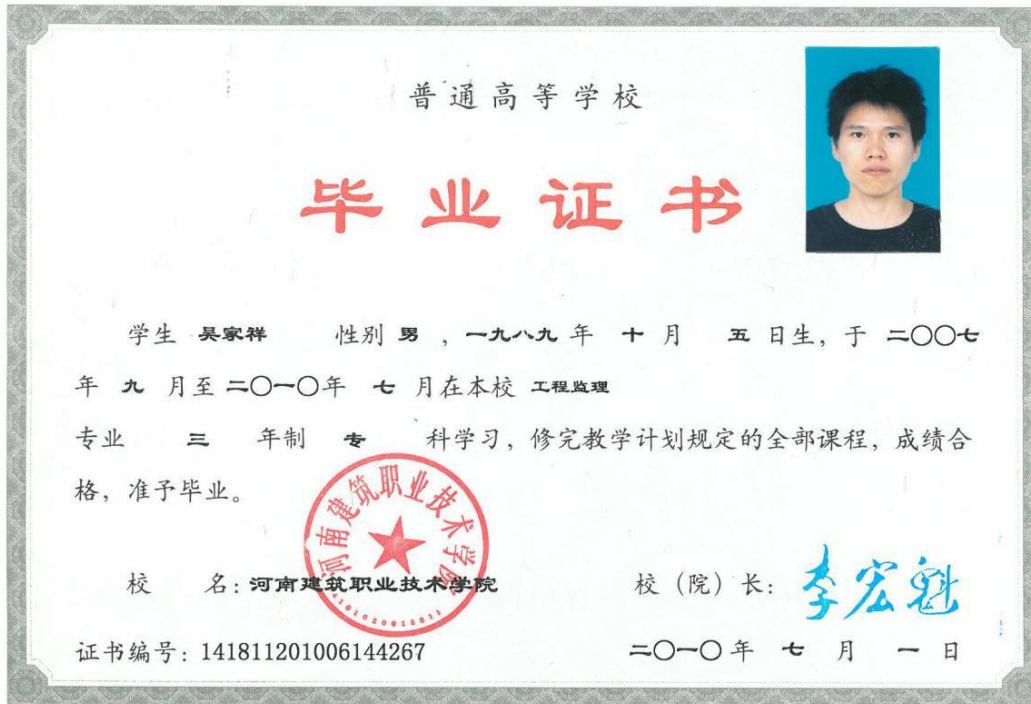 普通高等学校
毕业证书
学生 吴家祥 性别 男 ，一九八九 年 十 月 五 日生，于 二〇〇七
年 九 月至 二〇一〇年 七 月在本校 工程监理
专业 三 年制 专 科学习，修完教学计划规定的全部课程，成绩合
格，准予毕业。
河南建筑职业技术学院
校 名：河南建筑职业技术学院 校（院）长：李宏魁
证书编号：141811201006144267 二〇一〇年 七 月 一 日